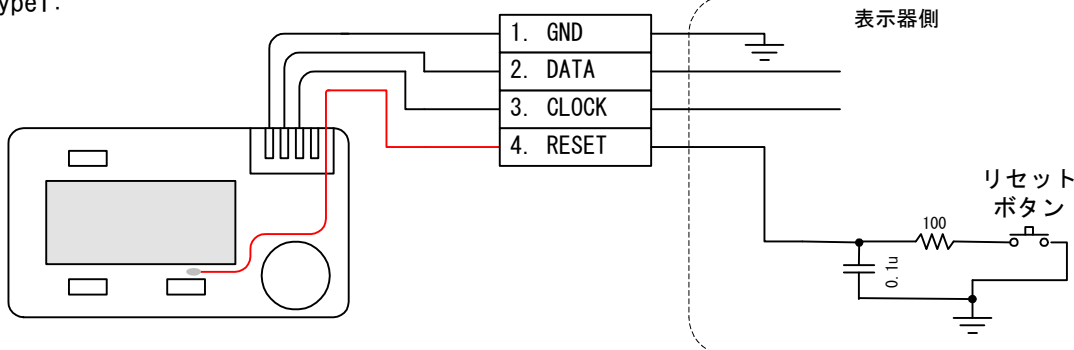 Type1:
表示器側
1. GND
2. DATA
3. CLOCK
4. RESET
リセット
ボタン
100
0.1u